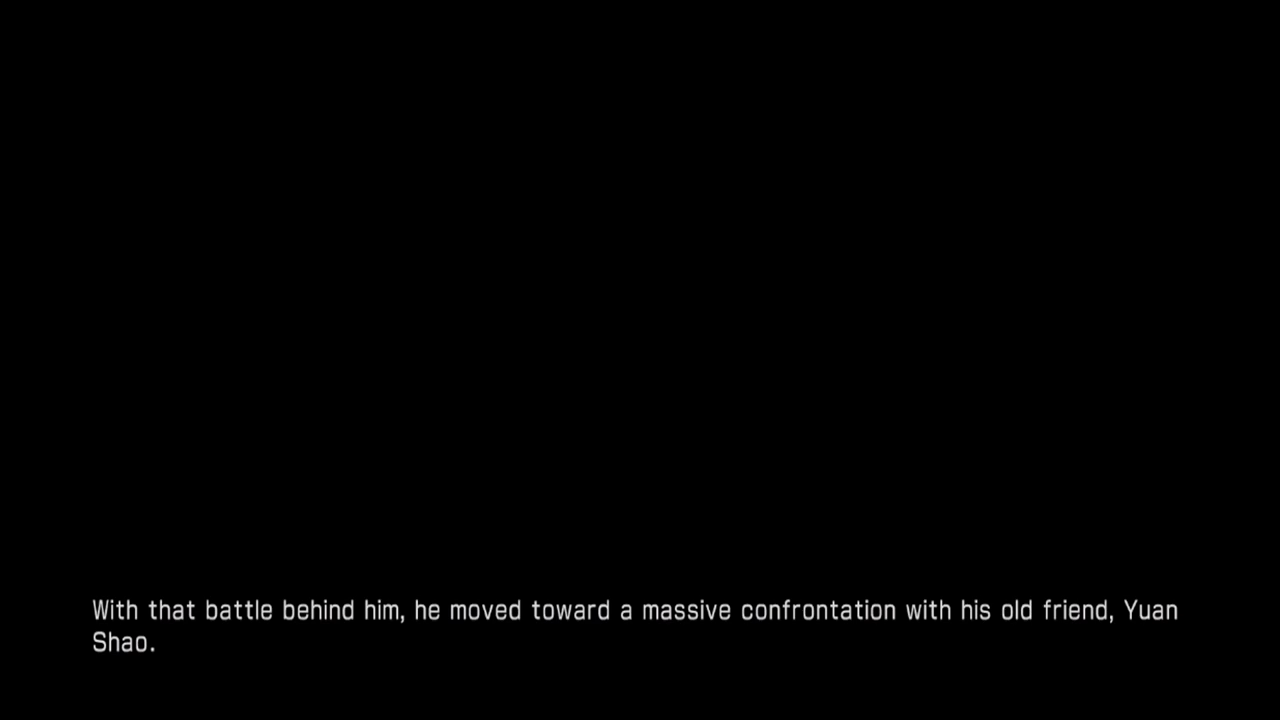 With that battle behind him, he moved toward a massive confrontation with his old friend, Yuan
Shao.